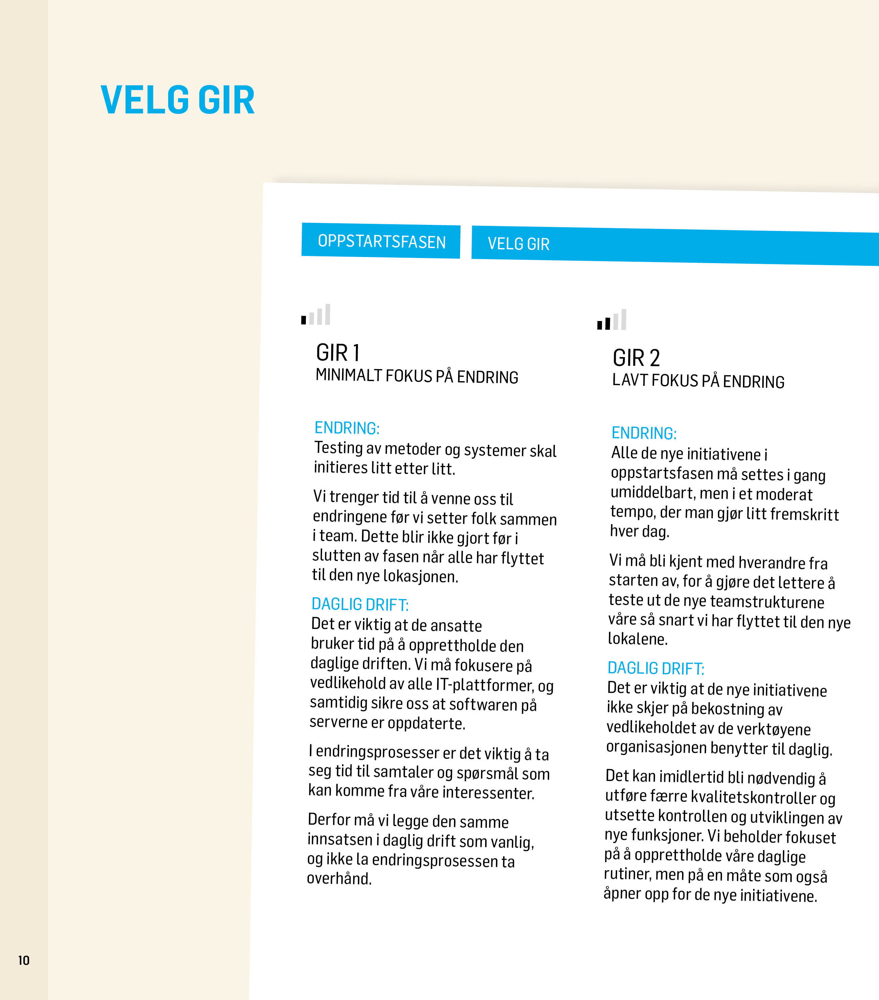 VELG GIR
OPPSTARTSFASEN
VELG GIR
GIR 1
MINIMALT FOKUS PÅ ENDRING
ENDRING:
Testing av metoder og systemer skal
initieres litt etter litt.
Vi trenger tid til å venne oss til
endringene før vi setter folk sammen
i team. Dette blir ikke gjort før i
slutten av fasen når alle har flyttet
til den nye lokasjonen.
DAGLIG DRIFT:
Det er viktig at de ansatte
bruker tid på å opprettholde den
daglige driften. Vi må fokusere på
vedlikehold av alle IT-plattformer, og
samtidig sikre oss at softwaren på
serverne er oppdaterte.
I endringsprosesser er det viktig å ta
seg tid til samtaler og spørsmål som
kan komme fra våre interessenter.
Derfor må vi legge den samme
innsatsen i daglig drift som vanlig,
og ikke la endringsprosessen ta
overhånd.
GIR 2
LAVT FOKUS PÅ ENDRING
ENDRING:
Alle de nye initiativene i
oppstartsfasen må settes i gang
umiddelbart, men i et moderat
tempo, der man gjør litt fremskritt
hver dag.
Vi må bli kjent med hverandre fra
starten av, for å gjøre det lettere å
teste ut de nye teamstrukturene
våre så snart vi har flyttet til den nye
lokalene.
DAGLIG DRIFT:
Det er viktig at de nye initiativene
ikke skjer på bekostning av
vedlikeholdet av de verktøyene
organisasjonen benytter til daglig.
Det kan imidlertid bli nødvendig å
utføre færre kvalitetskontroller og
utsette kontrollen og utviklingen av
nye funksjoner. Vi beholder fokuset
på å opprettholde våre daglige
rutiner, men på en måte som også
åpner opp for de nye initiativene.
10